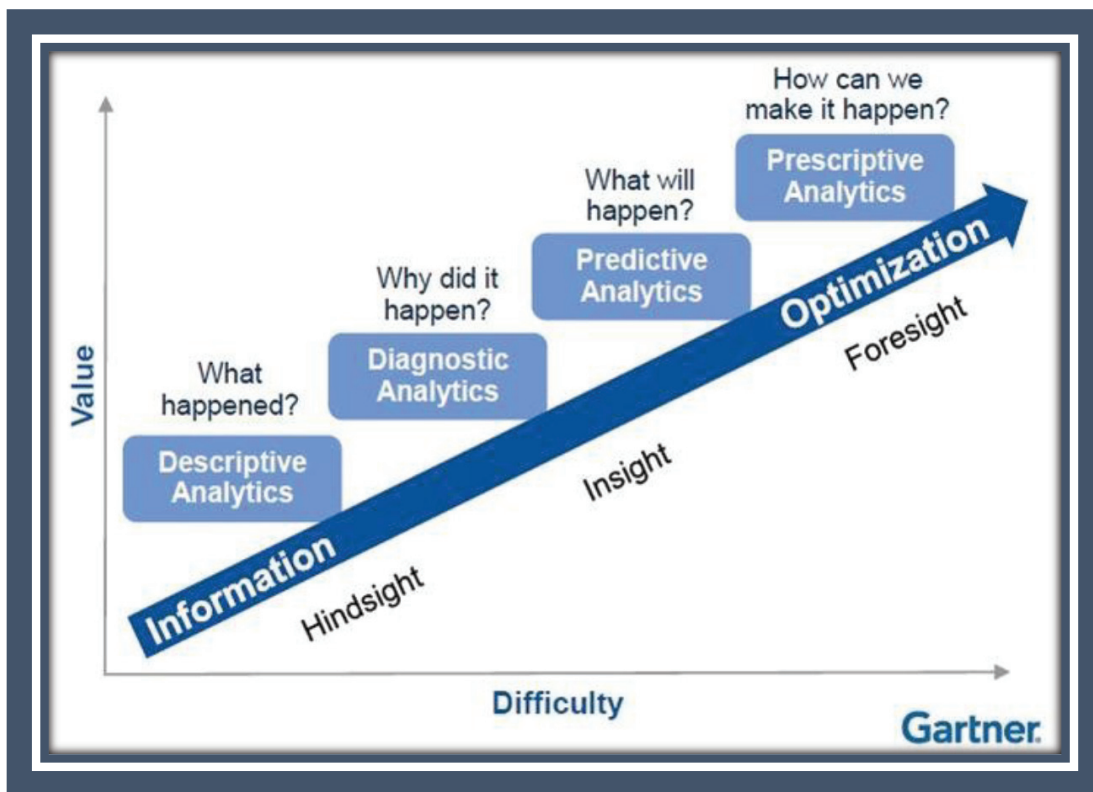 How can we
make it happen?
Prescriptive
Analytics
What will
happen?
Predictive
Analytics
Why did it
happen?
Diagnostic
Analytics
What
happened?
Descriptive
Analytics
Value
Information
Optimization
Hindsight
Insight
Foresight
Difficulty
Gartner.